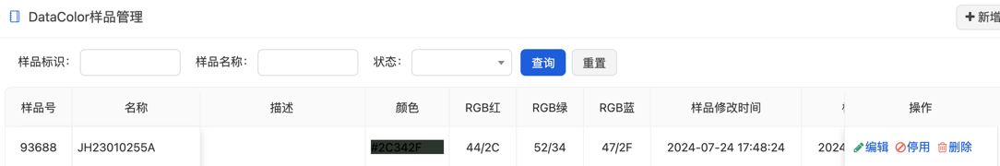 DataColor样品管理 新增
样品标识： 样品名称： 状态： 查询 重置
样品号 名称 描述 颜色 RGB红 RGB绿 RGB蓝 样品修改时间 操作
93688 JH23010255A #2C342F 44/2C 52/34 47/2F 2024-07-24 17:48:24 2024 编辑 停用 删除